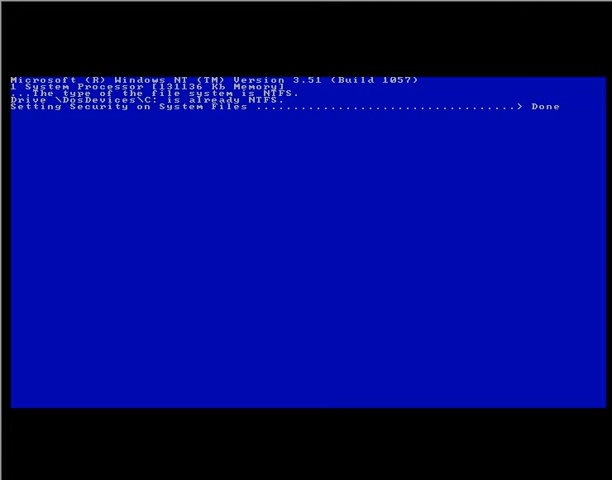 Microsoft (R) Windows NT (TM) Version 3.51 (Build 1057)
1 System Processor [131136 Kb Memory]
...The type of the file system is NTFS.
Drive \DosDevices\C: is already NTFS.
Setting Security on System Files ...................................> Done